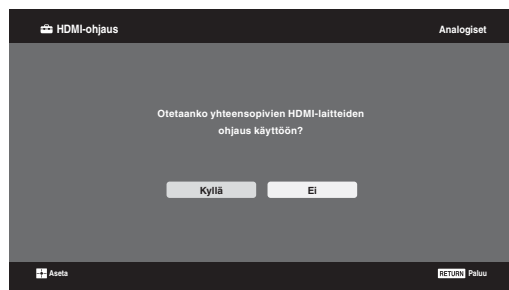 HDMI-ohjaus
Analogiset
Otetaanko yhteensopivien HDMI-laitteiden
ohjaus käyttöön?
Kyllä
Ei
Aseta
RETURN Paluu